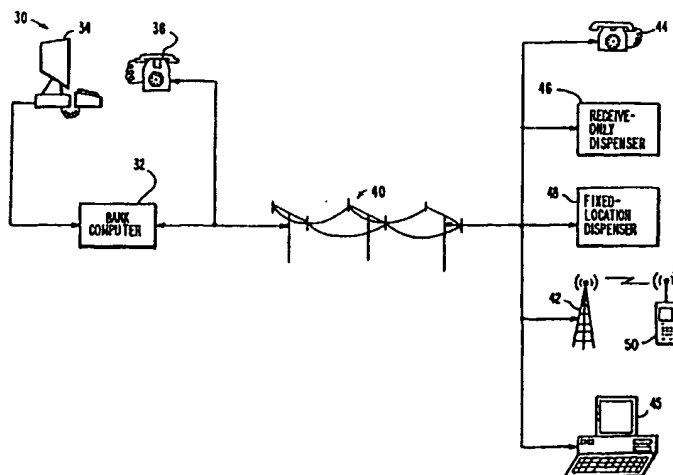 30
34
36
32
BANK
COMPUTER
40
44
46
RECEIVE-
ONLY
DISPENSER
48
FIXED-
LOCATION
DISPENSER
42
50
45